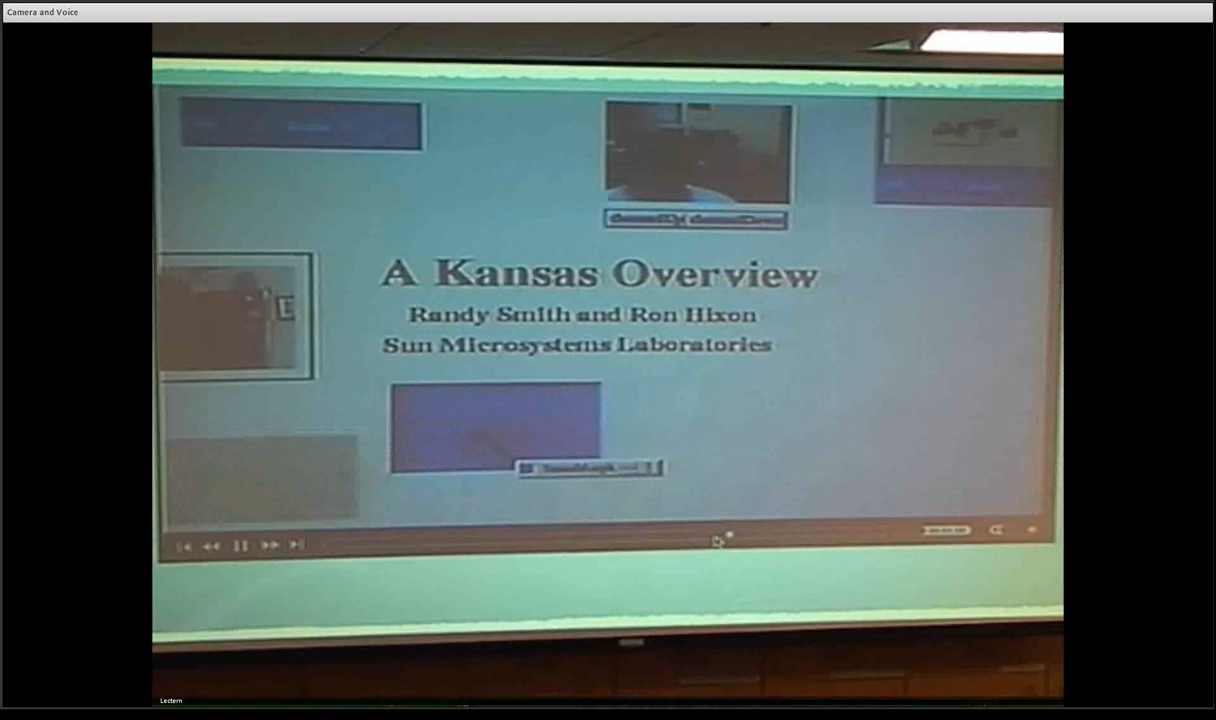 Camera and Voice
A Kansas Overview
Randy Smith and Ron Hixon
Sun Microsystems Laboratories
Lectern